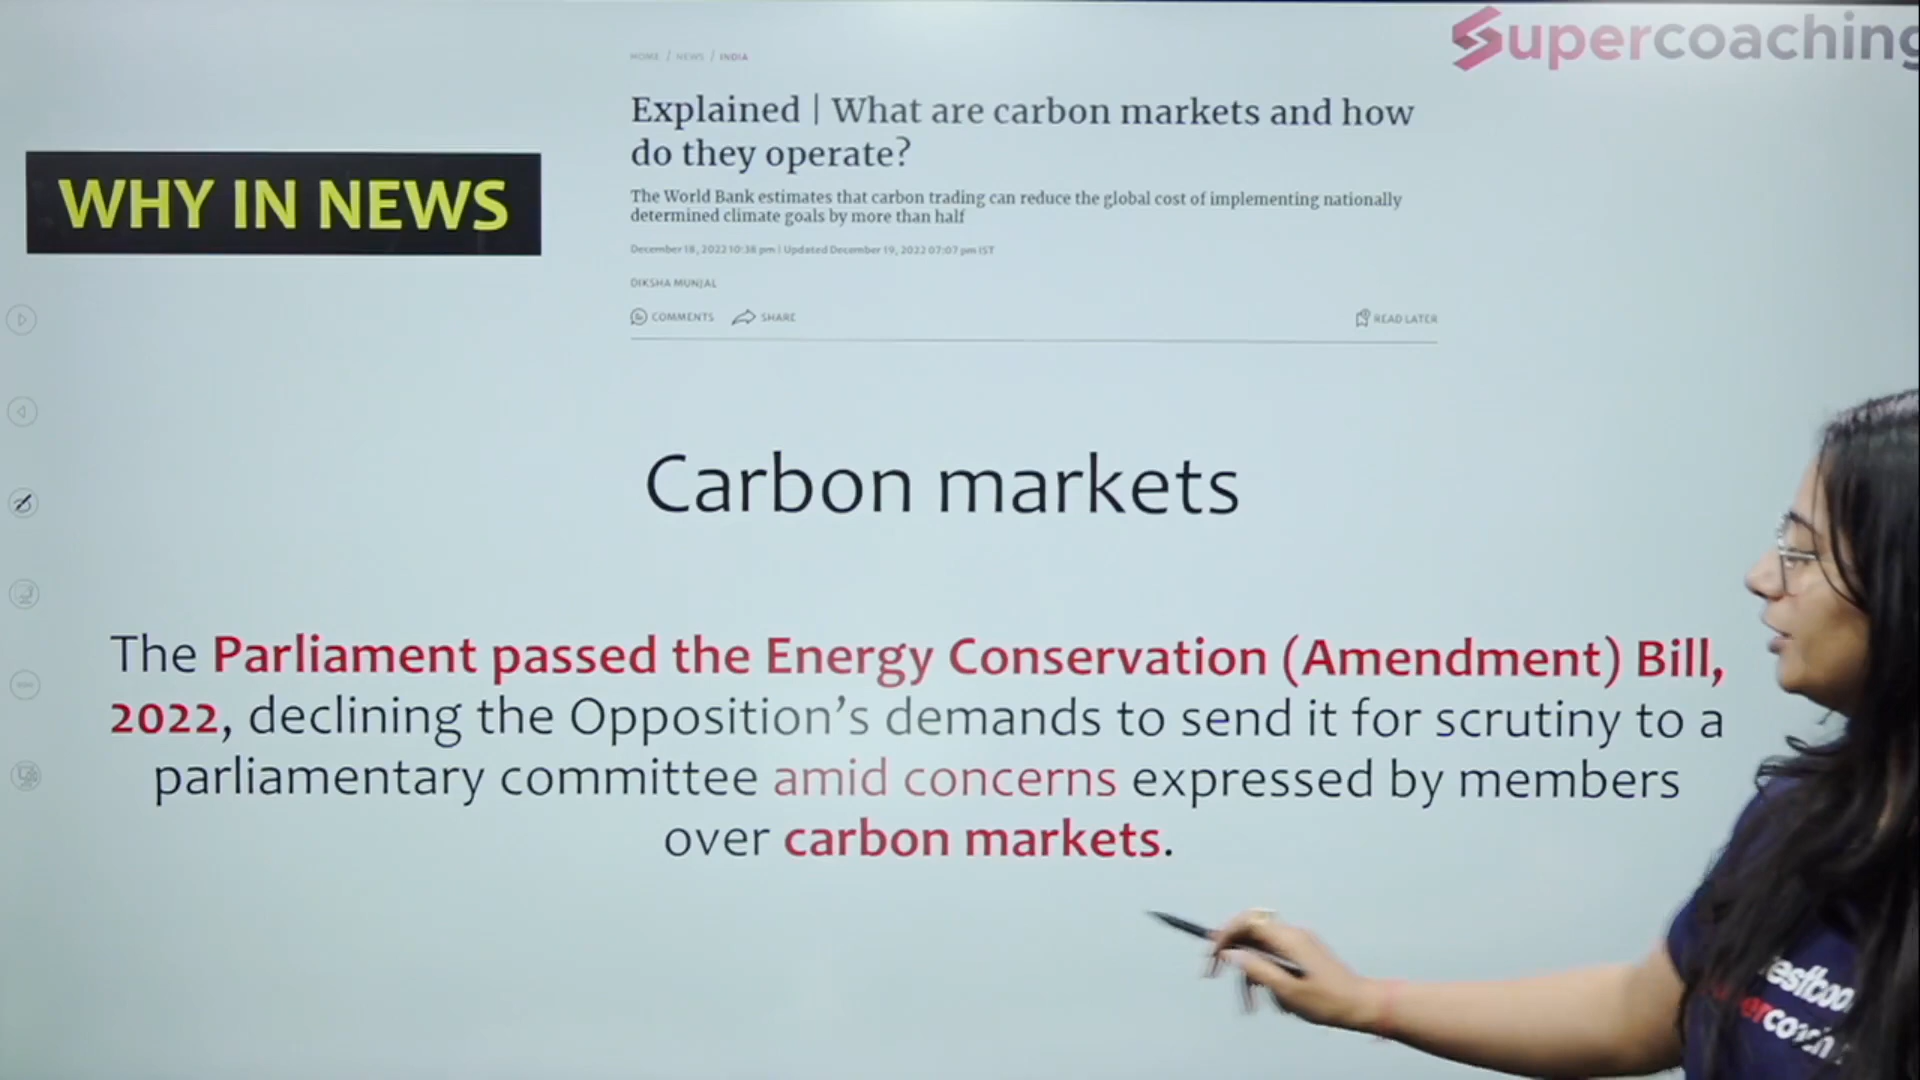 Supercoaching
HOME / NEWS / INDIA
Explained | What are carbon markets and how
do they operate?
WHY IN NEWS
The World Bank estimates that carbon trading can reduce the global cost of implementing nationally
determined climate goals by more than half
December 18, 2022 10:38 pm | Updated December 19, 2022 07:07 pm IST
DIKSHA MUNJAL
COMMENTS SHARE READ LATER
Carbon markets
The Parliament passed the Energy Conservation (Amendment) Bill,
2022, declining the Opposition’s demands to send it for scrutiny to a
parliamentary committee amid concerns expressed by members
over carbon markets.